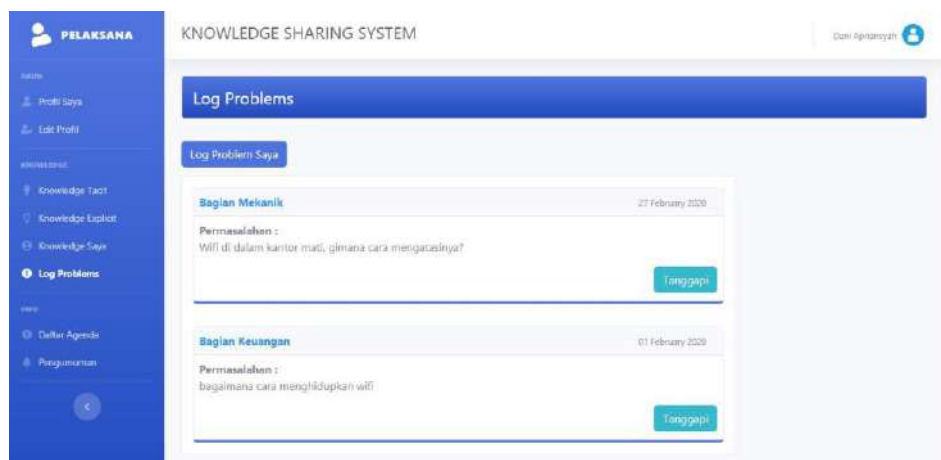 PELAKSANA
KNOWLEDGE SHARING SYSTEM
Dani Apriansyah
Profil Saya
Edit Profil
KNOWLEDGE
Knowledge Tacit
Knowledge Explicit
Knowledge Saya
Log Problems
Daftar Agenda
Pengumuman
Log Problems
Log Problem Saya
Bagian Mekanik
27 February 2020
Permasalahan :
Wifi di dalam kantor mati, gimana cara mengatasinya?
Tanggapi
Bagian Keuangan
01 February 2020
Permasalahan :
bagaimana cara menghidupkan wifi
Tanggapi